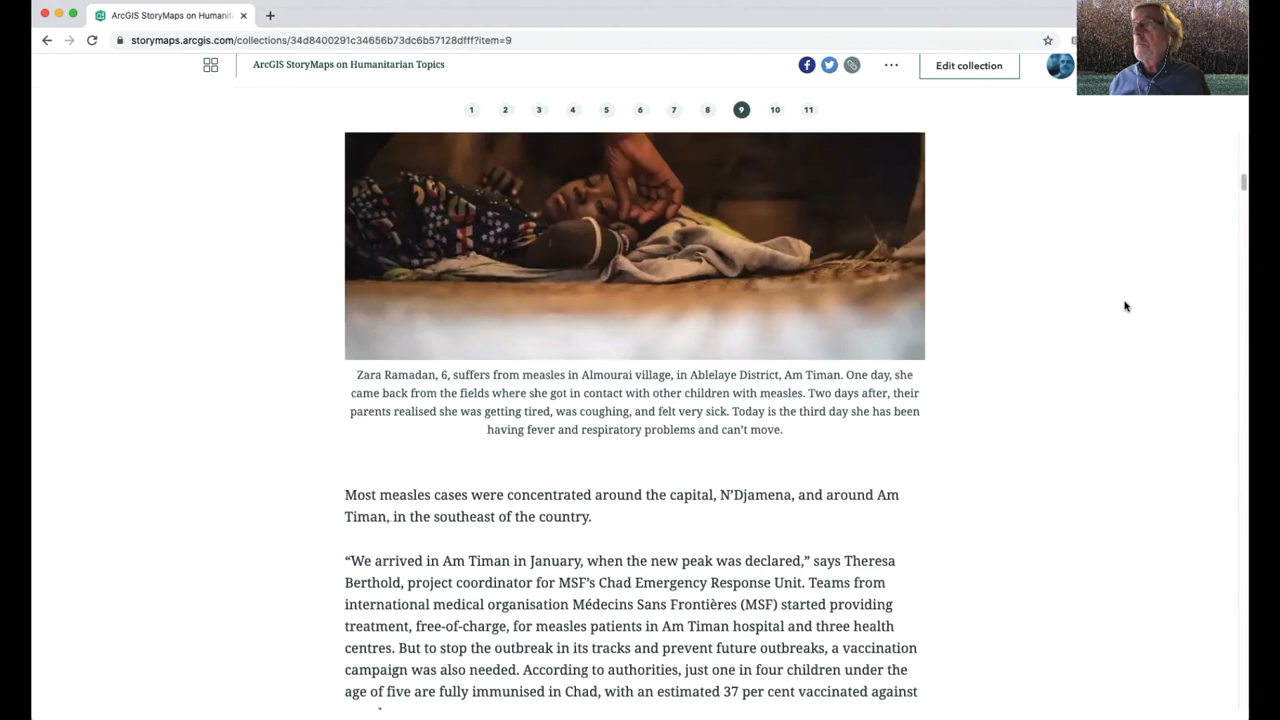 ArcGIS StoryMaps on Humanit
storymaps.arcgis.com/collections/34d8400291c34656b73dc6b57128dfff?item=9
ArcGIS StoryMaps on Humanitarian Topics
Edit collection
1 2 3 4 5 6 7 8 9 10 11
Zara Ramadan, 6, suffers from measles in Almourai village, in Ablelaye District, Am Timan. One day, she
came back from the fields where she got in contact with other children with measles. Two days after, their
parents realised she was getting tired, was coughing, and felt very sick. Today is the third day she has been
having fever and respiratory problems and can’t move.
Most measles cases were concentrated around the capital, N’Djamena, and around Am
Timan, in the southeast of the country.
“We arrived in Am Timan in January, when the new peak was declared,” says Theresa
Berthold, project coordinator for MSF’s Chad Emergency Response Unit. Teams from
international medical organisation Médecins Sans Frontières (MSF) started providing
treatment, free-of-charge, for measles patients in Am Timan hospital and three health
centres. But to stop the outbreak in its tracks and prevent future outbreaks, a vaccination
campaign was also needed. According to authorities, just one in four children under the
age of five are fully immunised in Chad, with an estimated 37 per cent vaccinated against